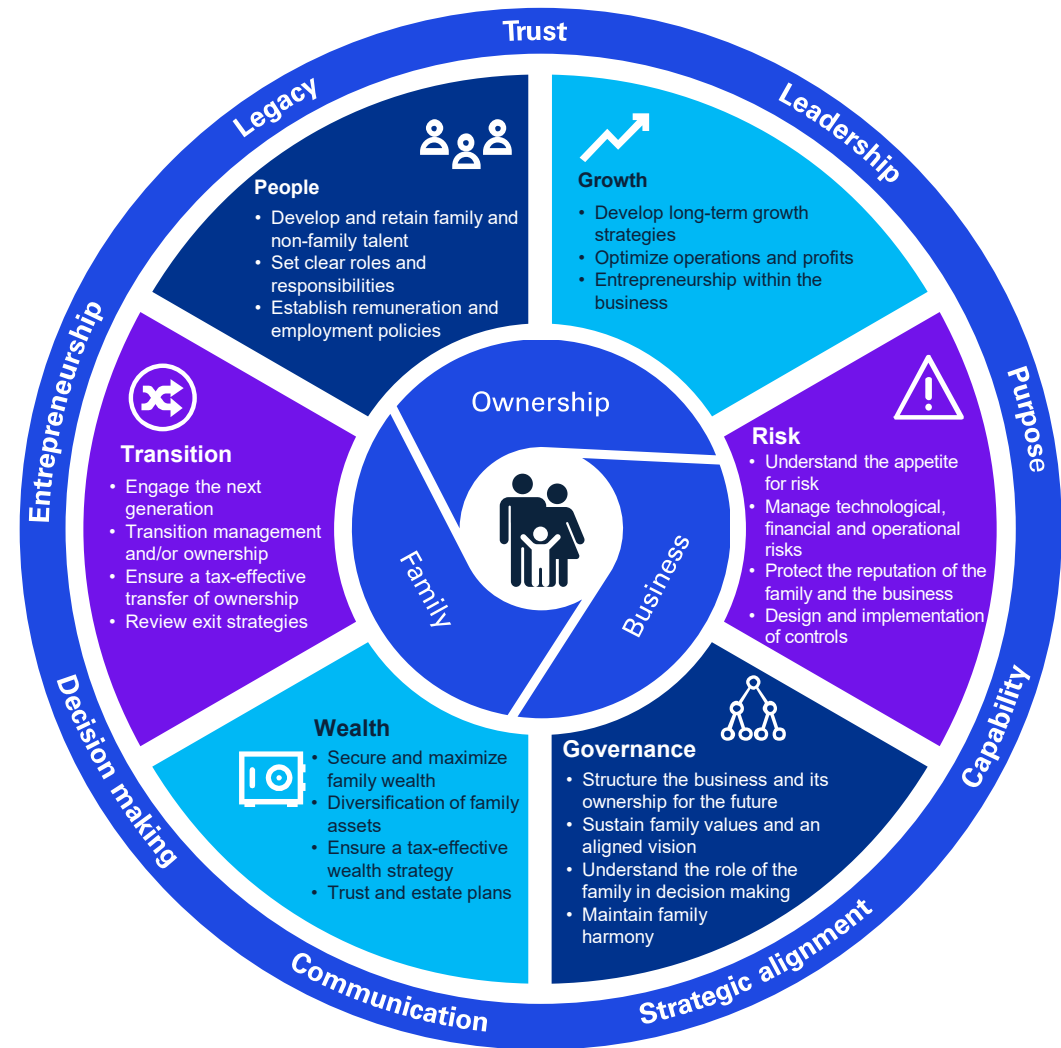 Trust
Leadership
Purpose
Capability
Strategic alignment
Communication
Decision making
Entrepreneurship
Legacy
People
• Develop and retain family and
non-family talent
• Set clear roles and
responsibilities
• Establish remuneration and
employment policies
Growth
• Develop long-term growth
strategies
• Optimize operations and profits
• Entrepreneurship within the
business
Risk
• Understand the appetite
for risk
• Manage technological,
financial and operational
risks
• Protect the reputation of the
family and the business
• Design and implementation
of controls
Governance
• Structure the business and its
ownership for the future
• Sustain family values and an
aligned vision
• Understand the role of the
family in decision making
• Maintain family
harmony
Wealth
• Secure and maximize
family wealth
• Diversification of family
assets
• Ensure a tax-effective
wealth strategy
• Trust and estate plans
Transition
• Engage the next
generation
• Transition management
and/or ownership
• Ensure a tax-effective
transfer of ownership
• Review exit strategies
Ownership
Business
Family